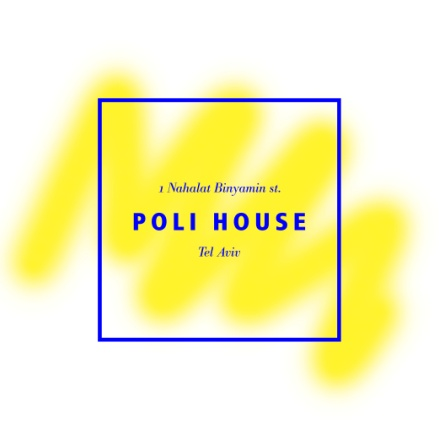 1 Nahalat Binyamin st.
POLI HOUSE
Tel Aviv